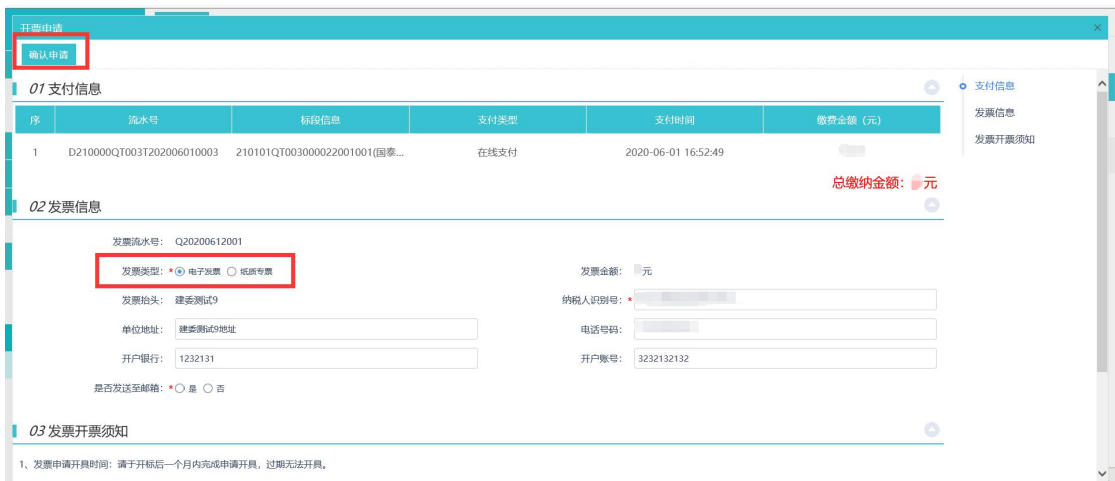 开票申请
确认申请
01 支付信息
序 流水号 标段信息 支付类型 支付时间 缴费金额（元）
1 D210000QT003T202006010003 210101QT003000022001001(国泰... 在线支付 2020-06-01 16:52:49
总缴纳金额： 元
02 发票信息
发票流水号： Q20200612001
发票类型：* 电子发票 纸质专票 发票金额： 元
发票抬头： 建委测试9 纳税人识别号：*
单位地址： 建委测试9地址 电话号码：
开户银行： 1232131 开户账号： 3232132132
是否发送至邮箱：* 是 否
03 发票开票须知
1、发票申请开具时间：请于开标后一个月内完成申请开具，过期无法开具。
支付信息
发票信息
发票开票须知